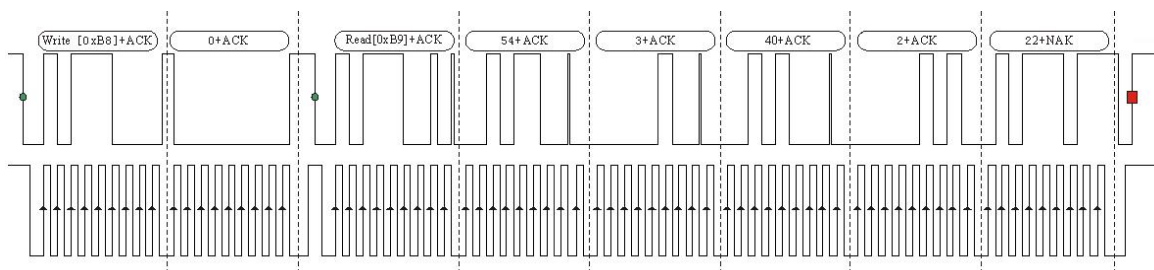 Write [0xB8]+ACK
0+ACK
Read[0xB9]+ACK
54+ACK
3+ACK
40+ACK
2+ACK
22+NAK